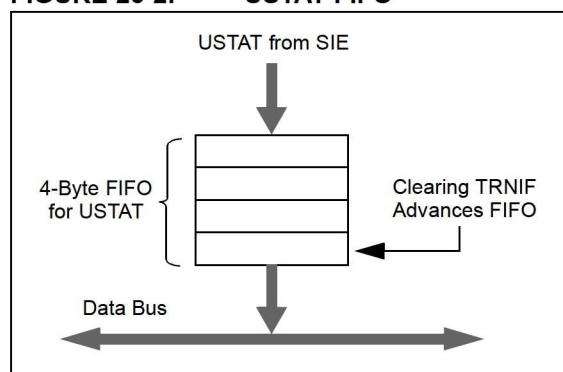 USTAT from SIE
4-Byte FIFO
for USTAT
Clearing TRNIF
Advances FIFO
Data Bus